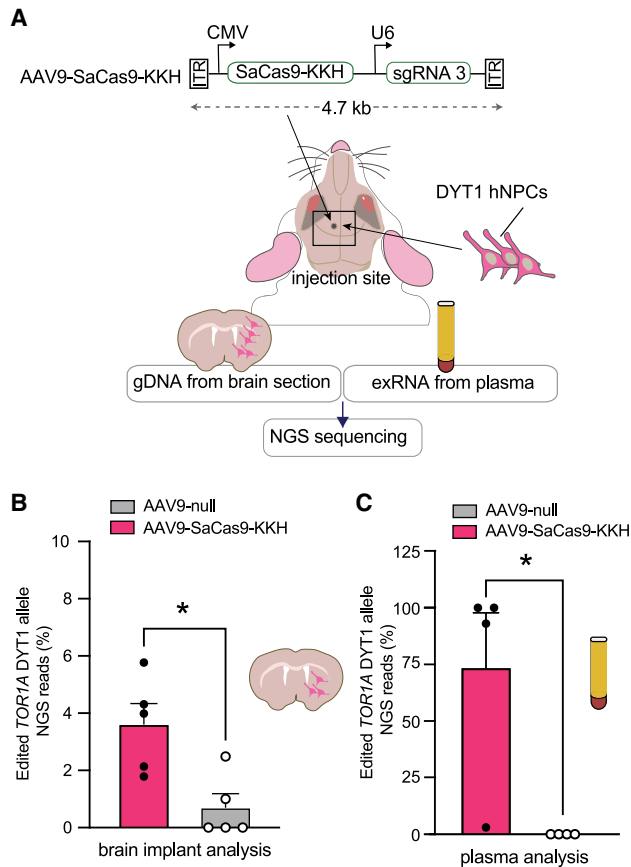 A
CMV
U6
AAV9-SaCas9-KKH
ITR
SaCas9-KKH
sgRNA 3
ITR
4.7 kb
DYT1 hNPCs
injection site
gDNA from brain section
exRNA from plasma
NGS sequencing
B
AAV9-null
AAV9-SaCas9-KKH
Edited TOR1A DYT1 allele
NGS reads (%)
10
8
6
4
2
0
*
brain implant analysis
C
AAV9-null
AAV9-SaCas9-KKH
Edited TOR1A DYT1 allele
NGS reads (%)
125
100
75
50
25
0
*
plasma analysis